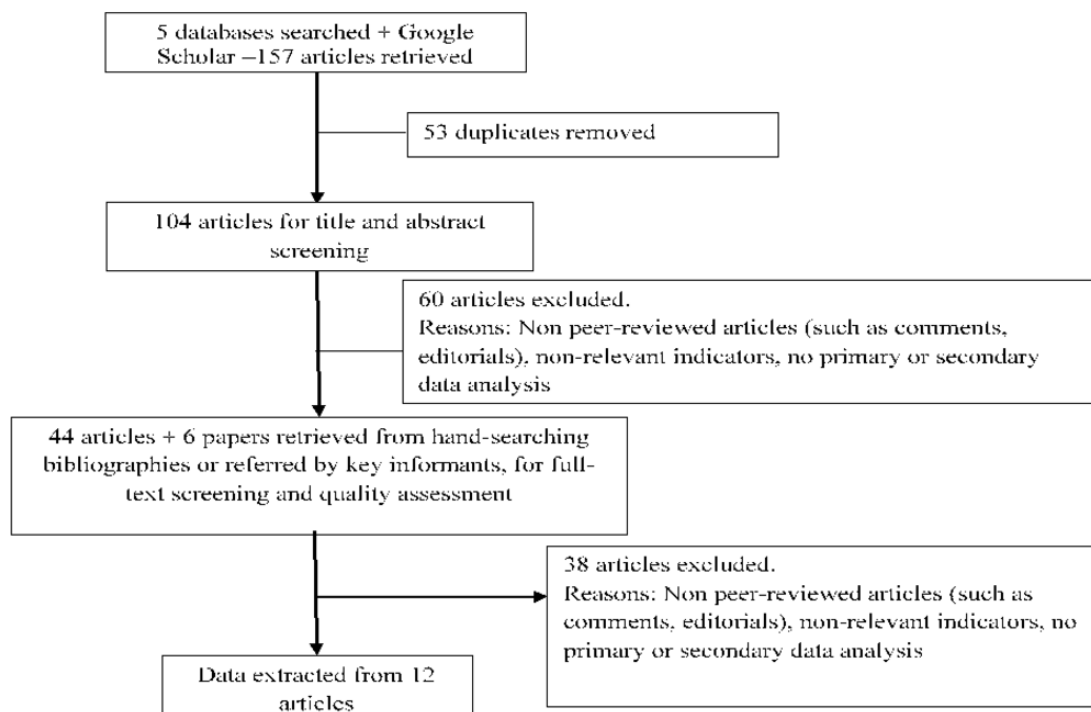 5 databases searched + Google
Scholar –157 articles retrieved
53 duplicates removed
104 articles for title and abstract
screening
60 articles excluded.
Reasons: Non peer-reviewed articles (such as comments,
editorials), non-relevant indicators, no primary or secondary
data analysis
44 articles + 6 papers retrieved from hand-searching
bibliographies or referred by key informants, for full-
text screening and quality assessment
38 articles excluded.
Reasons: Non peer-reviewed articles (such as
comments, editorials), non-relevant indicators, no
primary or secondary data analysis
Data extracted from 12
articles